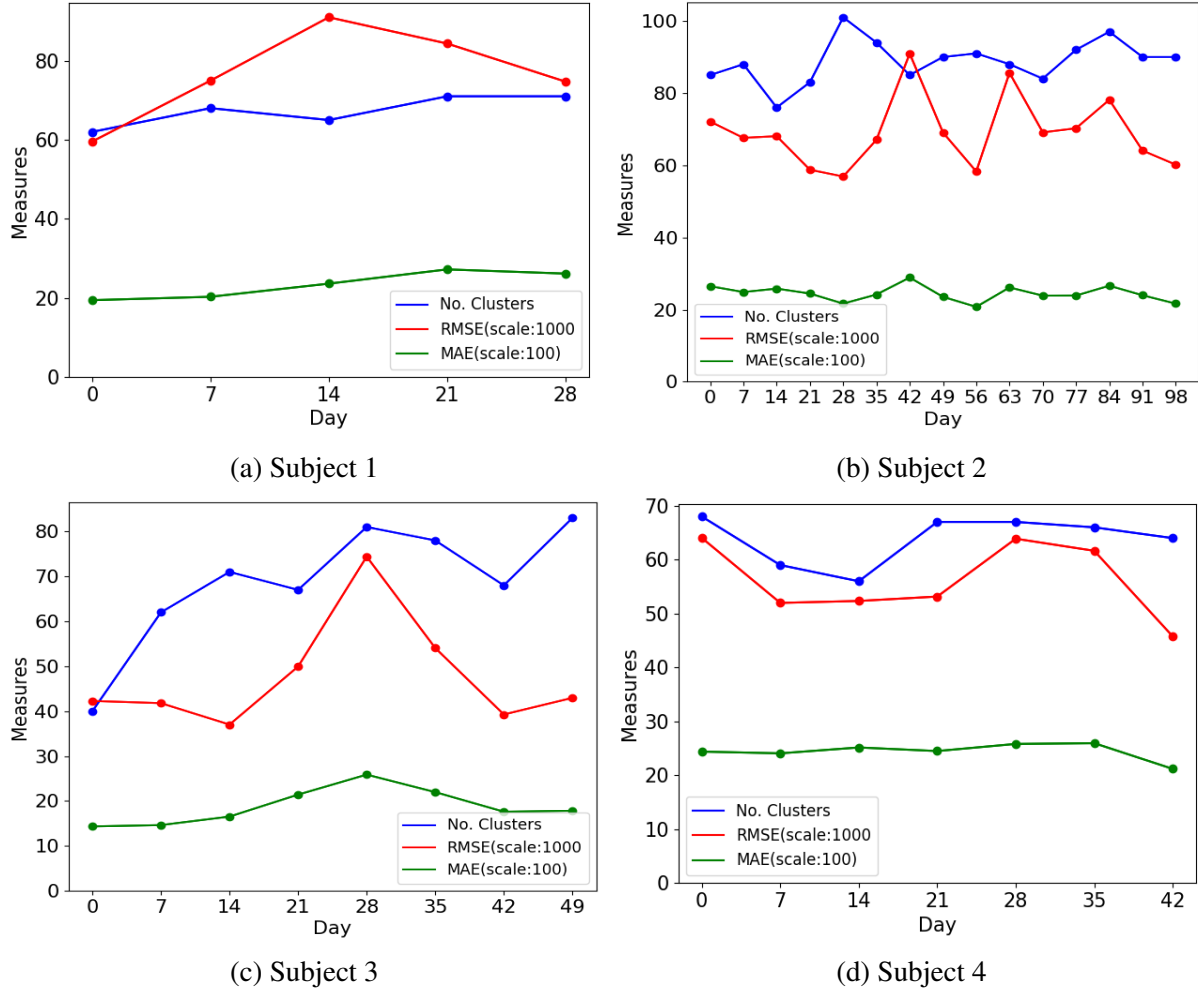 80
60
40
20
0
Measures
No. Clusters
RMSE(scale:1000
MAE(scale:100)
0 7 14 21 28
Day
(a) Subject 1
100
80
60
40
20
0
Measures
No. Clusters
RMSE(scale:1000
MAE(scale:100)
0 7 14 21 28 35 42 49 56 63 70 77 84 91 98
Day
(b) Subject 2
80
70
60
50
40
30
20
10
0
Measures
No. Clusters
RMSE(scale:1000
MAE(scale:100)
0 7 14 21 28 35 42 49
Day
(c) Subject 3
70
60
50
40
30
20
10
0
Measures
No. Clusters
RMSE(scale:1000
MAE(scale:100)
0 7 14 21 28 35 42
Day
(d) Subject 4